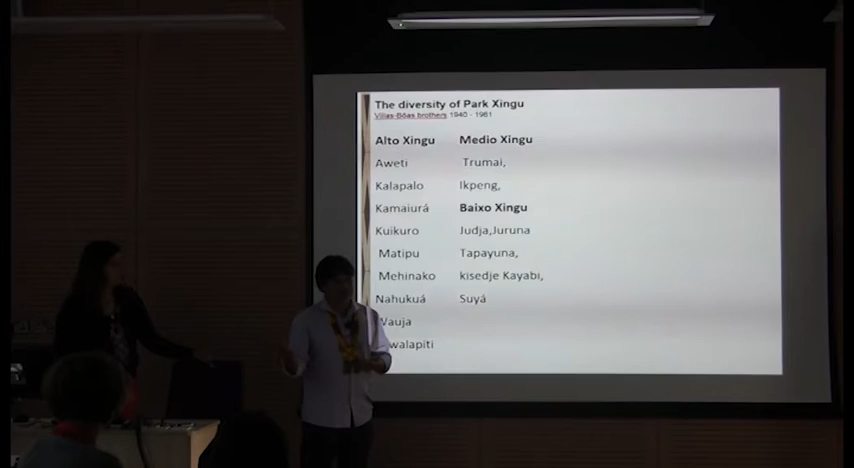 The diversity of Park Xingu
Villas-Bôas brothers 1940 - 1961
Alto Xingu
Aweti
Kalapalo
Kamaiurá
Kuikuro
Matipu
Mehinako
Nahukuá
Wauja
walapiti
Medio Xingu
Trumai,
Ikpeng,
Baixo Xingu
Judja,Juruna
Tapayuna,
kisedje Kayabi,
Suyá